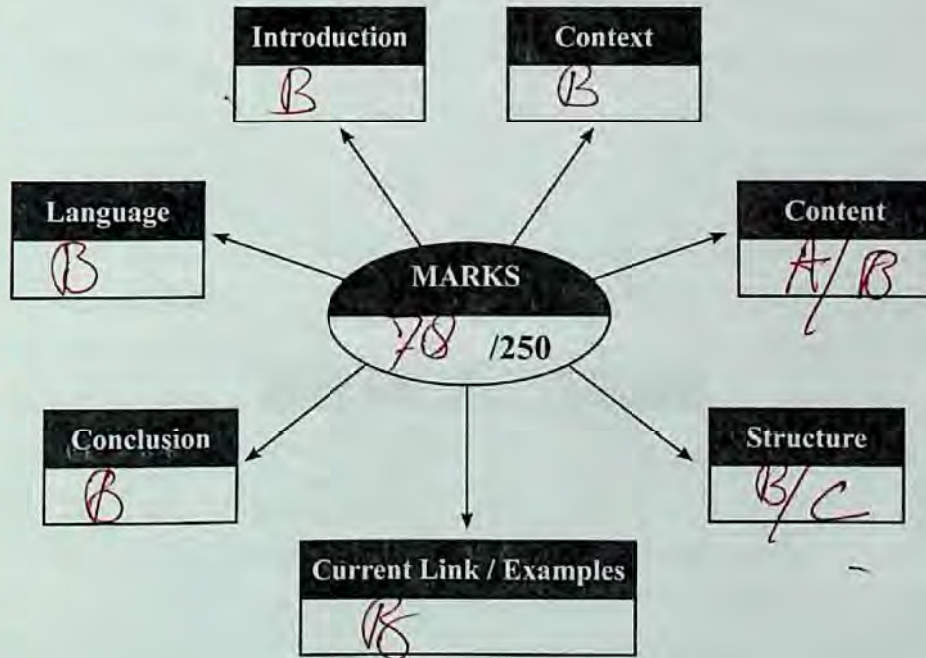 Introduction
B
Context
B
Language
B
Content
A/B
MARKS
78 /250
Conclusion
B
Structure
B/C
Current Link / Examples
B